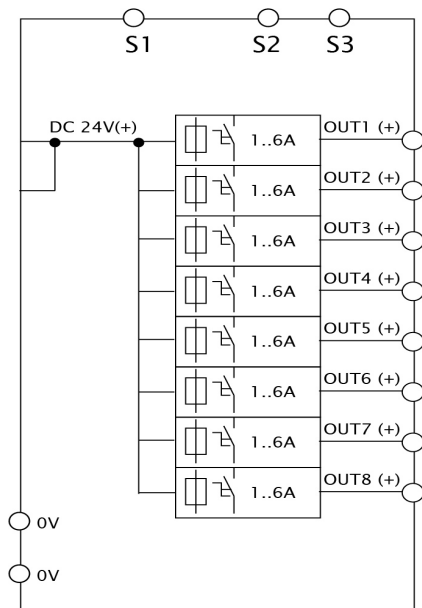 S1 S2 S3
DC 24V(+)
1..6A OUT1 (+)
1..6A OUT2 (+)
1..6A OUT3 (+)
1..6A OUT4 (+)
1..6A OUT5 (+)
1..6A OUT6 (+)
1..6A OUT7 (+)
1..6A OUT8 (+)
0V
0V